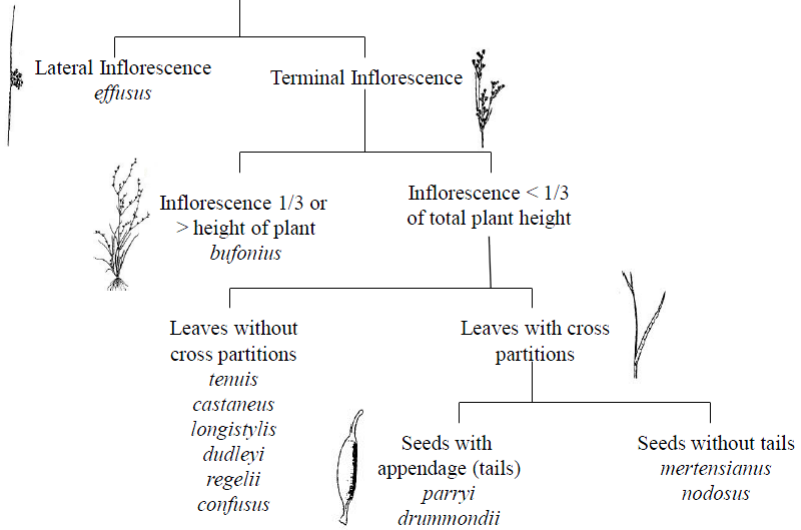 Lateral Inflorescence
effusus
Terminal Inflorescence
Inflorescence 1/3 or
> height of plant
bufonius
Inflorescence < 1/3
of total plant height
Leaves without
cross partitions
tenuis
castaneus
longistylis
dudleyi
regelii
confusus
Leaves with cross
partitions
Seeds with
appendage (tails)
parryi
drummondii
Seeds without tails
mertensianus
nodosus